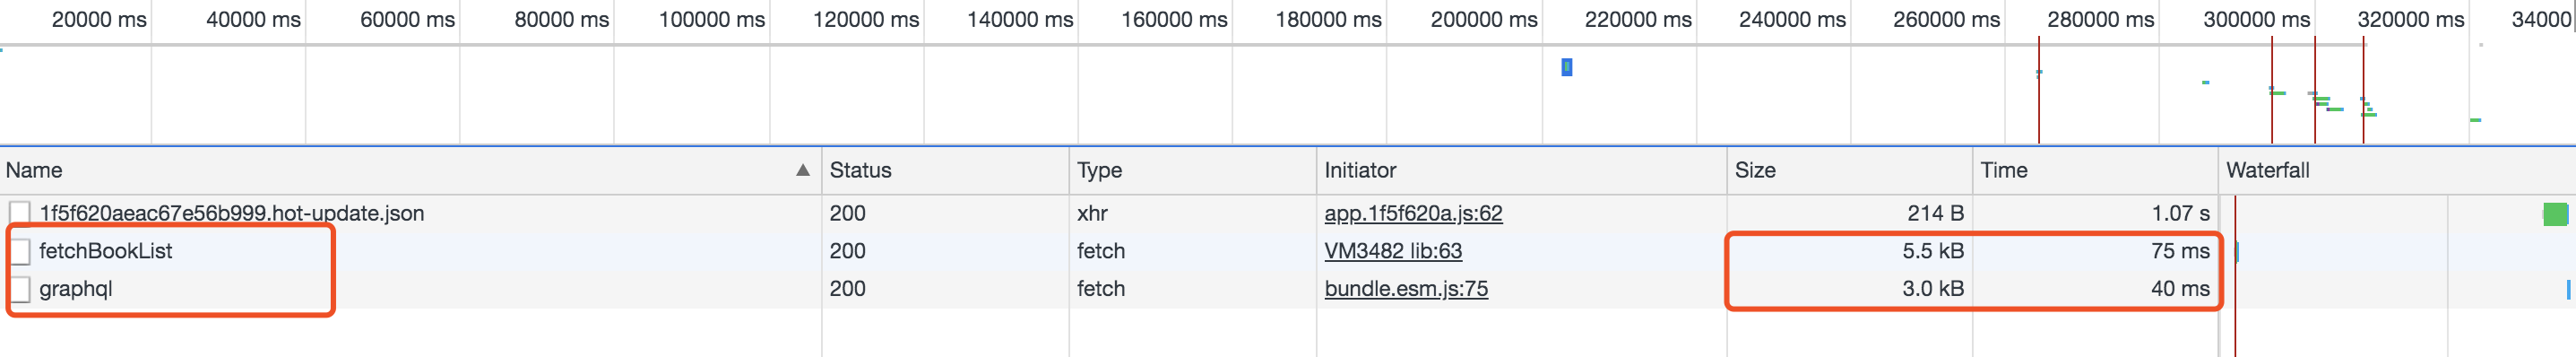 20000 ms 40000 ms 60000 ms 80000 ms 100000 ms 120000 ms 140000 ms 160000 ms 180000 ms 200000 ms 220000 ms 240000 ms 260000 ms 280000 ms 300000 ms 320000 ms 34000
Name ▲ Status Type Initiator Size Time Waterfall
1f5f620aeac67e56b999.hot-update.json 200 xhr app.1f5f620a.js:62 214 B 1.07 s
fetchBookList 200 fetch VM3482 lib:63 5.5 kB 75 ms
graphql 200 fetch bundle.esm.js:75 3.0 kB 40 ms